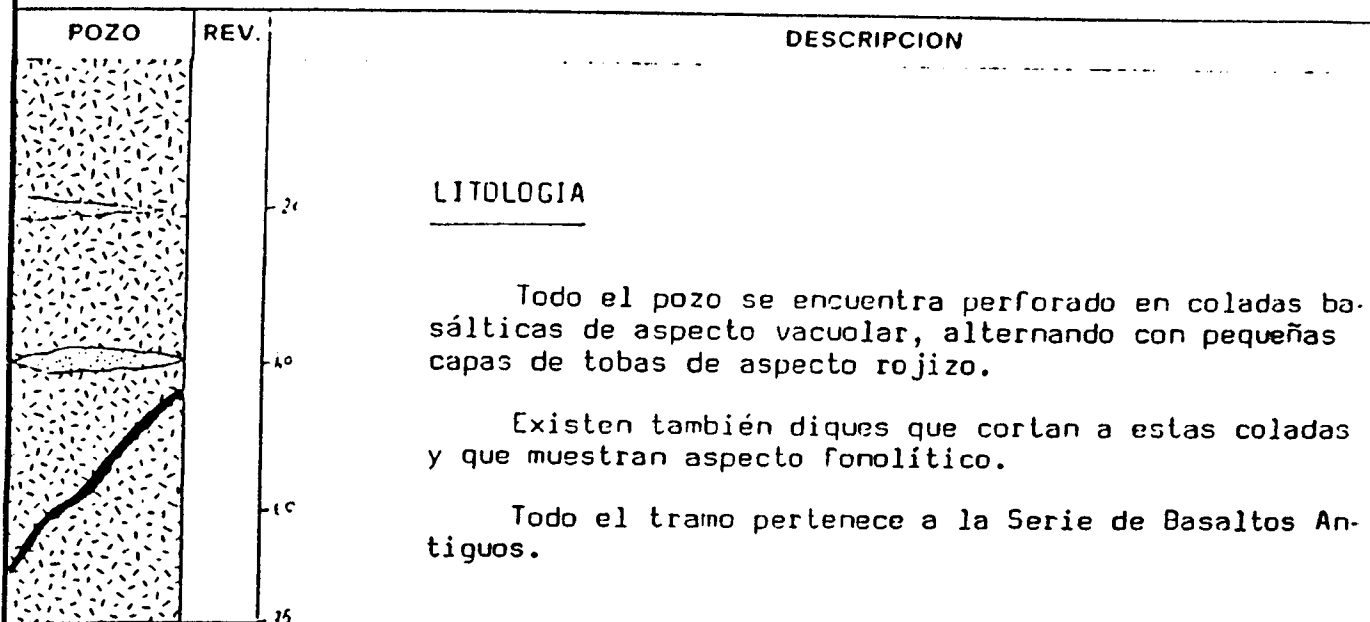 POZO REV. DESCRIPCION
LITOLOGIA
Todo el pozo se encuentra perforado en coladas ba-
sálticas de aspecto vacuolar, alternando con pequeñas
capas de tobas de aspecto rojizo.
40
Existen también diques que cortan a estas coladas
y que muestran aspecto fonolítico.
Todo el tramo pertenece a la Serie de Basaltos An-
tiguos.